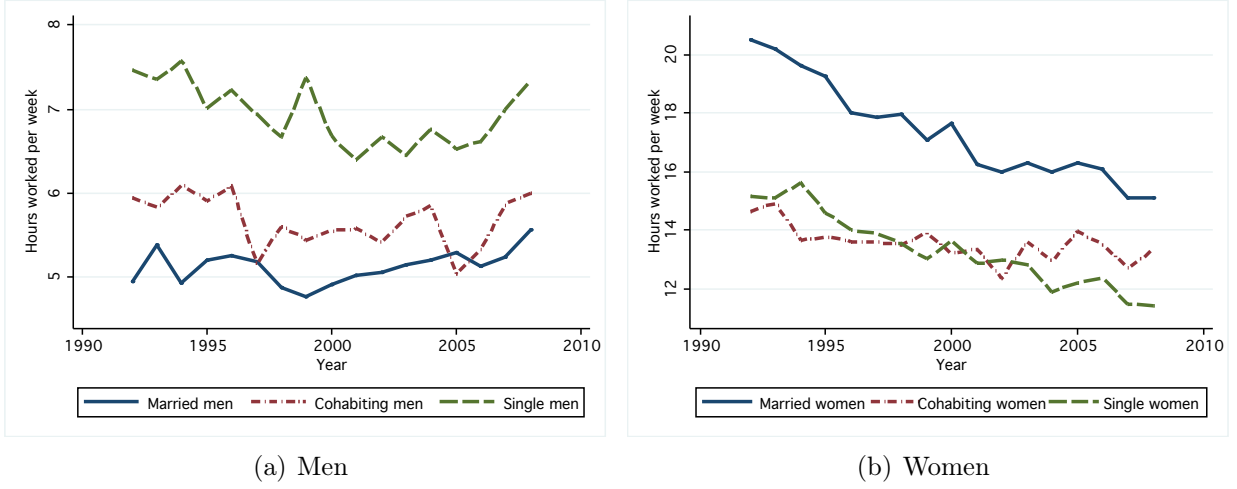 8
7
6
5
Hours worked per week
1990 1995 2000 2005 2010
Year
Married men Cohabiting men Single men
(a) Men
20
18
16
14
12
Hours worked per week
1990 1995 2000 2005 2010
Year
Married women Cohabiting women Single women
(b) Women